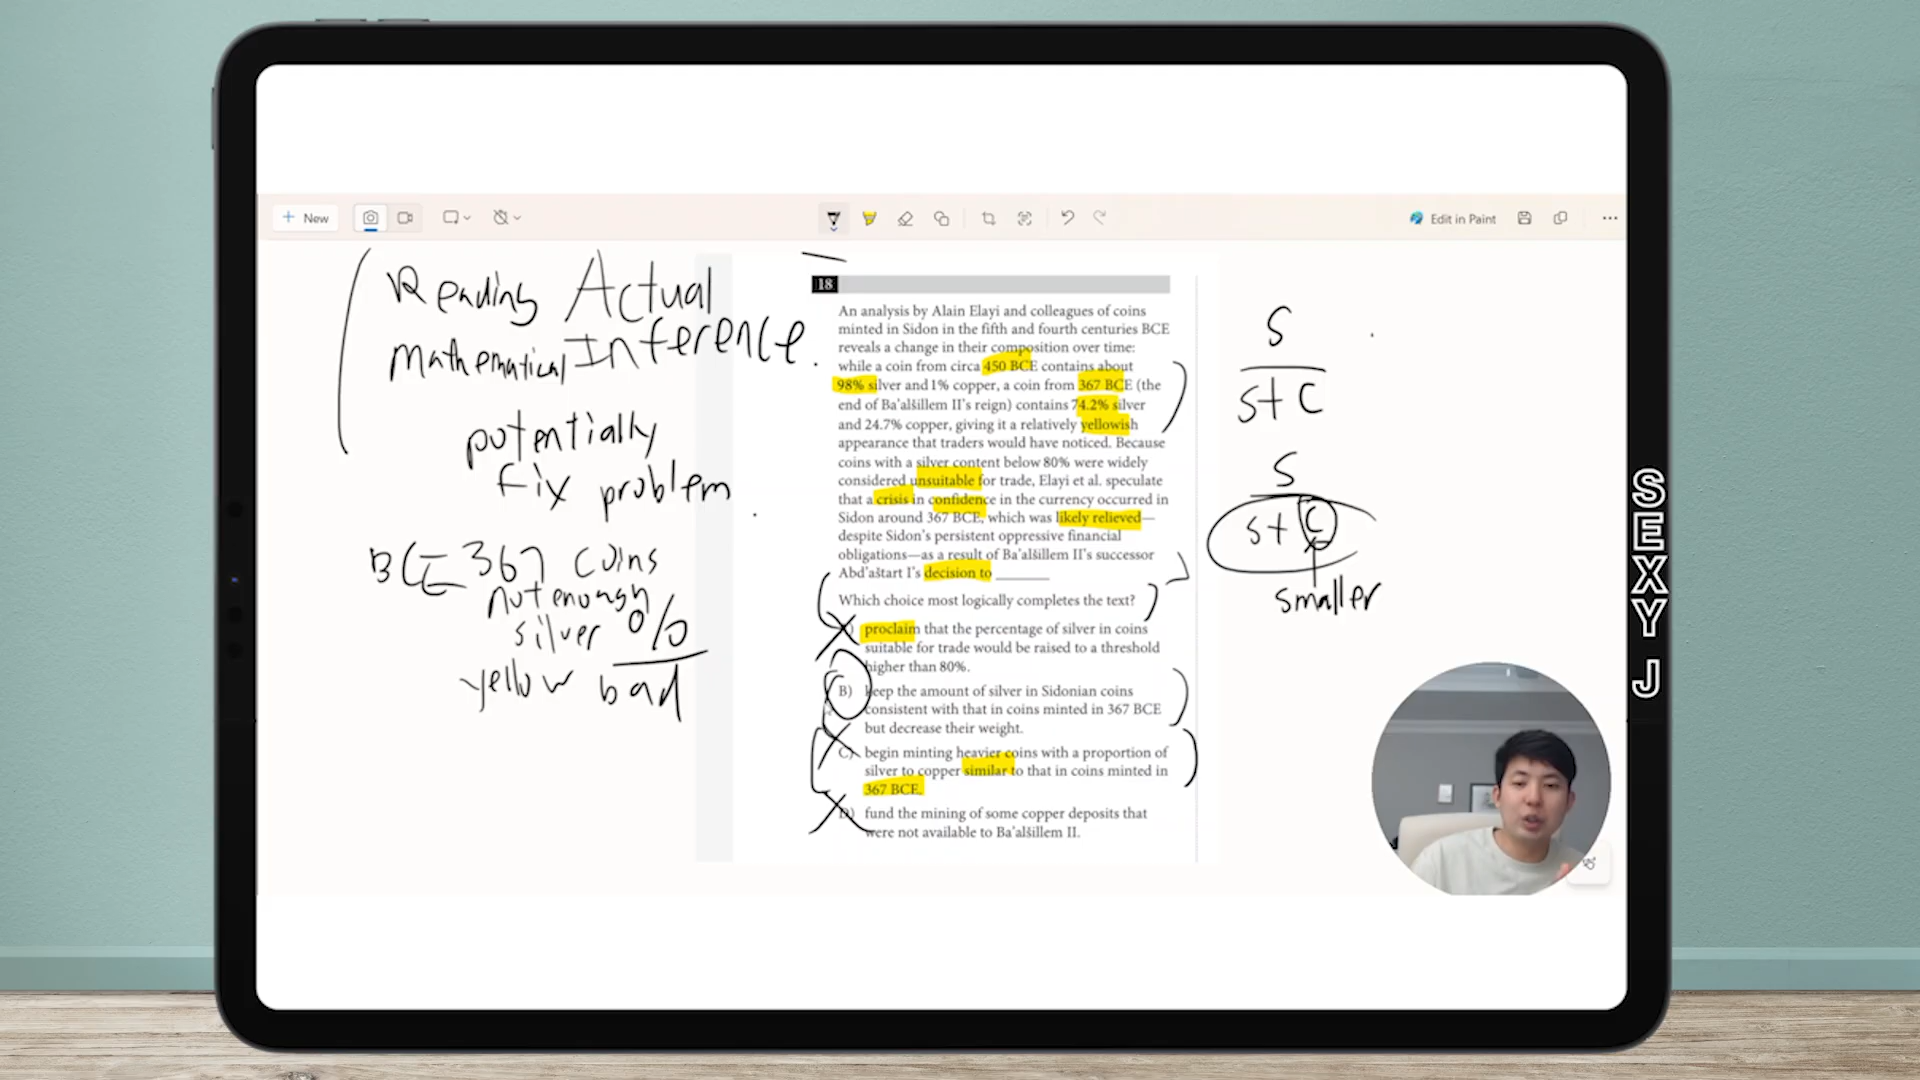 New
Edit in Paint
Reading Actual
Mathematical Inference.
potentially
fix problem
BCE 367 coins
not enough
silver %
yellow bad
18
An analysis by Alain Elayi and colleagues of coins
minted in Sidon in the fifth and fourth centuries BCE
reveals a change in their composition over time:
while a coin from circa 450 BCE contains about
98% silver and 1% copper, a coin from 367 BCE (the
end of Ba'alšillem II's reign) contains 74.2% silver
and 24.7% copper, giving it a relatively yellowish
appearance that traders would have noticed. Because
coins with a silver content below 80% were widely
considered unsuitable for trade, Elayi et al. speculate
that a crisis in confidence in the currency occurred in
Sidon around 367 BCE, which was likely relieved—
despite Sidon's persistent oppressive financial
obligations—as a result of Ba'alšillem II's successor
Abd'aštart I's decision to ______
Which choice most logically completes the text?
proclaim that the percentage of silver in coins
suitable for trade would be raised to a threshold
higher than 80%.
B) keep the amount of silver in Sidonian coins
consistent with that in coins minted in 367 BCE
but decrease their weight.
C) begin minting heavier coins with a proportion of
silver to copper similar to that in coins minted in
367 BCE.
D) fund the mining of some copper deposits that
were not available to Ba'alšillem II.
S
S+C
S
S+C
smaller
SEXY J